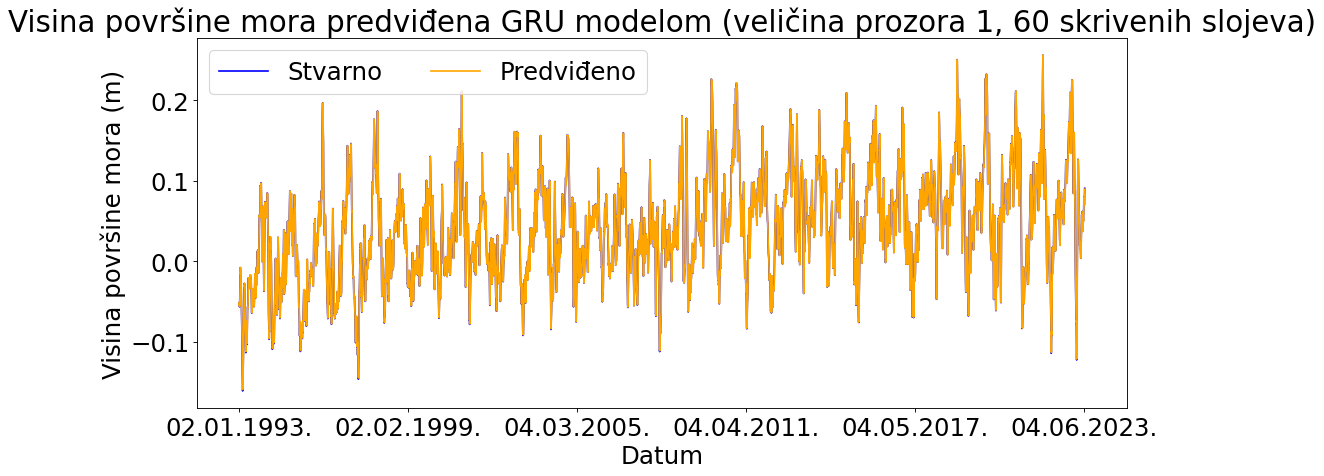 Visina površine mora predviđena GRU modelom (veličina prozora 1, 60 skrivenih slojeva)
Stvarno
Predviđeno
Visina površine mora (m)
0.2
0.1
0.0
−0.1
02.01.1993.
02.02.1999.
04.03.2005.
04.04.2011.
04.05.2017.
04.06.2023.
Datum